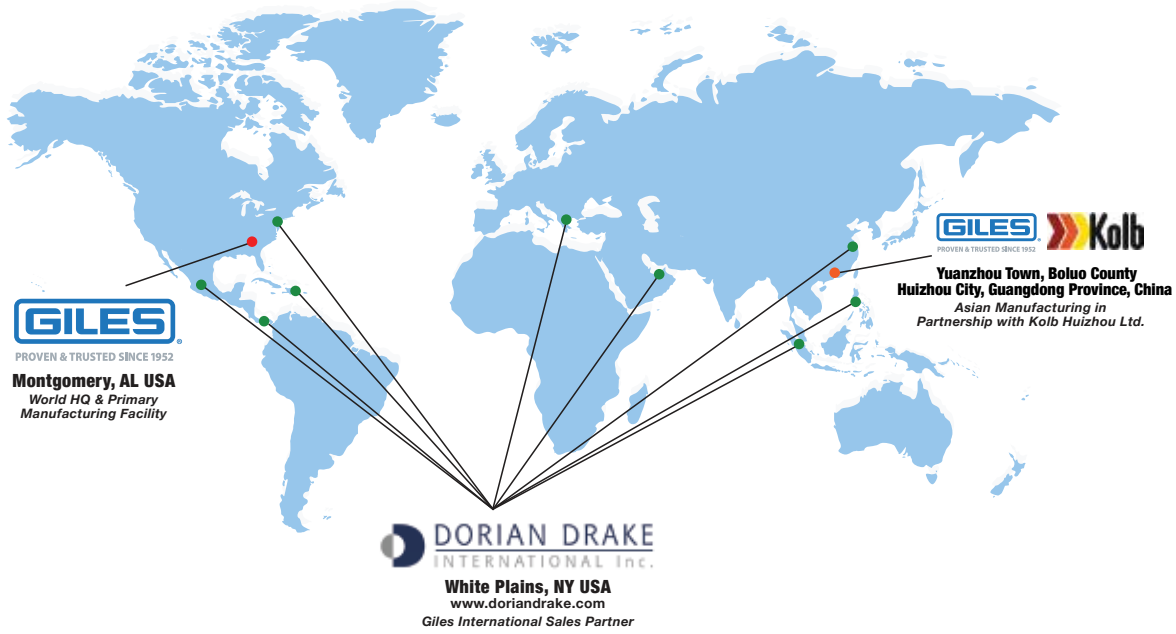 GILES®
PROVEN & TRUSTED SINCE 1952
Montgomery, AL USA
World HQ & Primary
Manufacturing Facility
GILES®
PROVEN & TRUSTED SINCE 1952
Kolb
Yuanzhou Town, Boluo County
Huizhou City, Guangdong Province, China
Asian Manufacturing in
Partnership with Kolb Huizhou Ltd.
DORIAN DRAKE
INTERNATIONAL Inc.
White Plains, NY USA
www.doriandrake.com
Giles International Sales Partner